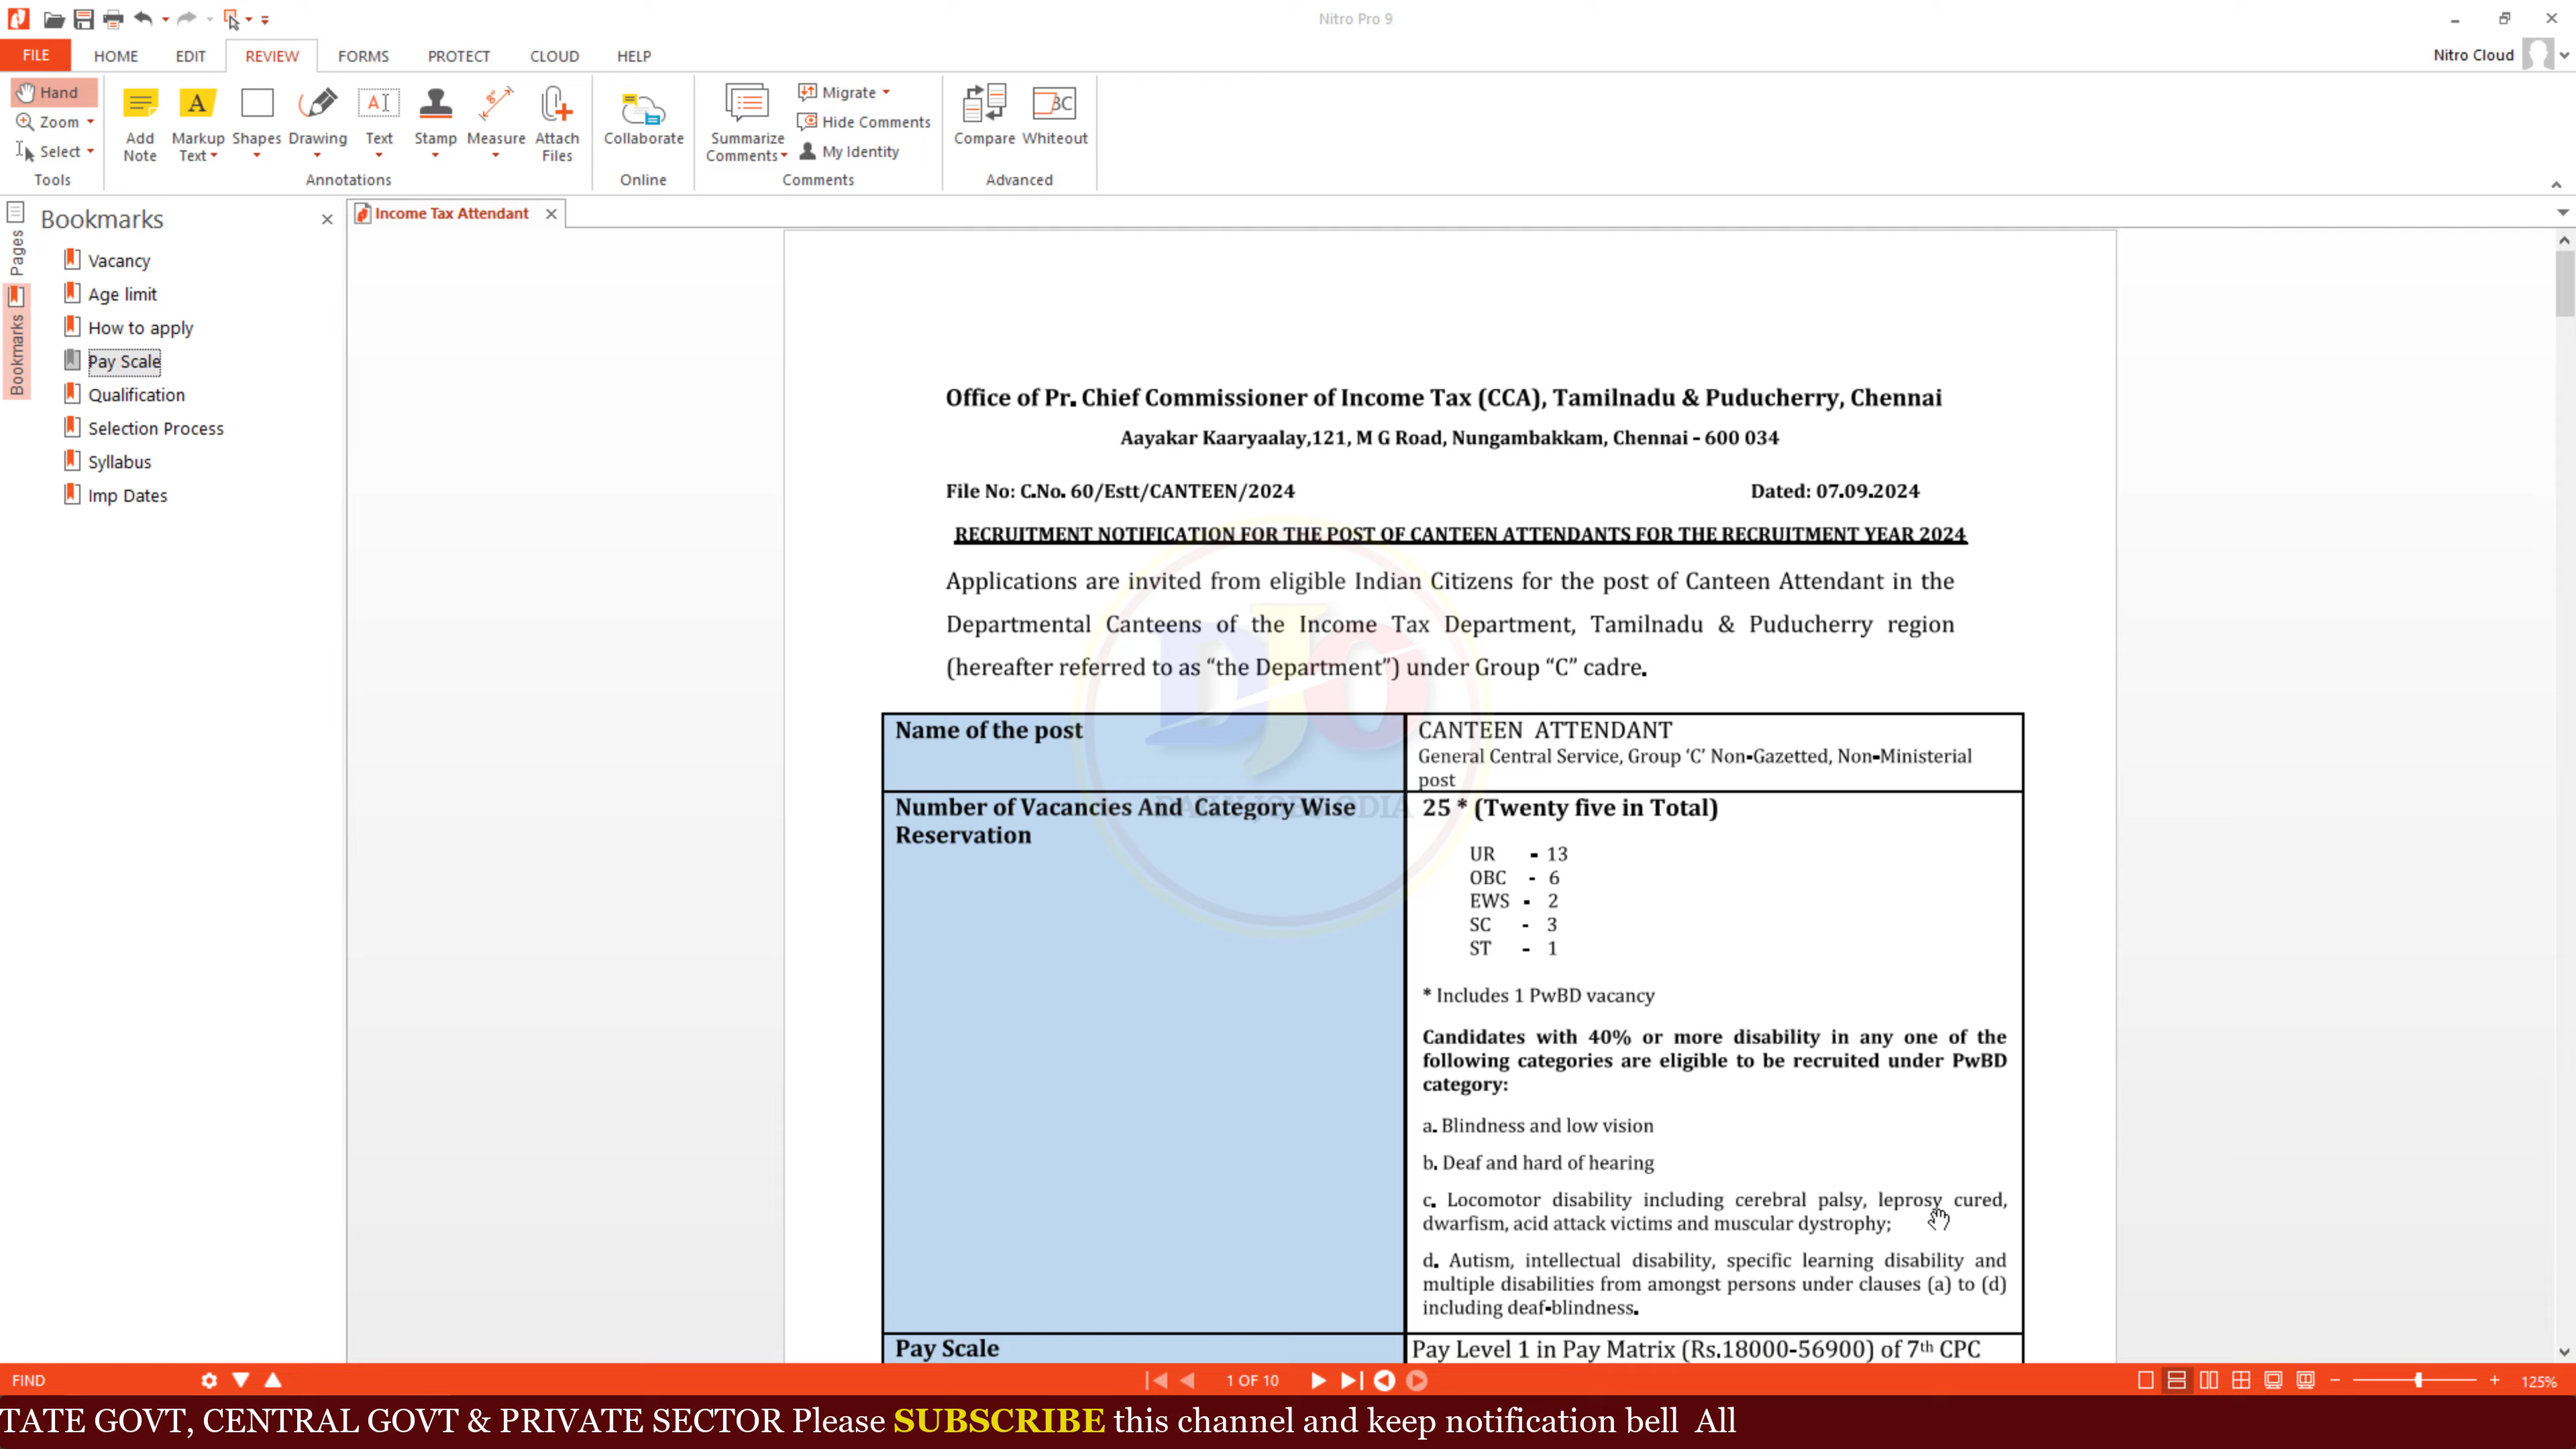 Nitro Pro 9
FILE HOME EDIT REVIEW FORMS PROTECT CLOUD HELP
Nitro Cloud
Hand
Zoom
Select
Tools
Add Note
Markup Text
Shapes
Drawing
Text
Stamp
Measure
Attach Files
Annotations
Collaborate
Online
Summarize Comments
Migrate
Hide Comments
My Identity
Comments
Compare
Whiteout
Advanced
Pages
Bookmarks
Bookmarks
Vacancy
Age limit
How to apply
Pay Scale
Qualification
Selection Process
Syllabus
Imp Dates
Income Tax Attendant
Office of Pr. Chief Commissioner of Income Tax (CCA), Tamilnadu & Puducherry, Chennai
Aayakar Kaaryaalay,121, M G Road, Nungambakkam, Chennai - 600 034
File No: C.No. 60/Estt/CANTEEN/2024 Dated: 07.09.2024
RECRUITMENT NOTIFICATION FOR THE POST OF CANTEEN ATTENDANTS FOR THE RECRUITMENT YEAR 2024
Applications are invited from eligible Indian Citizens for the post of Canteen Attendant in the
Departmental Canteens of the Income Tax Department, Tamilnadu & Puducherry region
(hereafter referred to as “the Department”) under Group “C” cadre.
DJO
DAILY JOBS ODIA
Name of the post
CANTEEN ATTENDANT
General Central Service, Group ‘C’ Non-Gazetted, Non-Ministerial
post
Number of Vacancies And Category Wise
Reservation
25 * (Twenty five in Total)
UR - 13
OBC - 6
EWS - 2
SC - 3
ST - 1
* Includes 1 PwBD vacancy
Candidates with 40% or more disability in any one of the
following categories are eligible to be recruited under PwBD
category:
a. Blindness and low vision
b. Deaf and hard of hearing
c. Locomotor disability including cerebral palsy, leprosy cured,
dwarfism, acid attack victims and muscular dystrophy;
d. Autism, intellectual disability, specific learning disability and
multiple disabilities from amongst persons under clauses (a) to (d)
including deaf-blindness.
Pay Scale
Pay Level 1 in Pay Matrix (Rs.18000-56900) of 7th CPC
FIND
1 OF 10
125%
TATE GOVT, CENTRAL GOVT & PRIVATE SECTOR Please SUBSCRIBE this channel and keep notification bell All